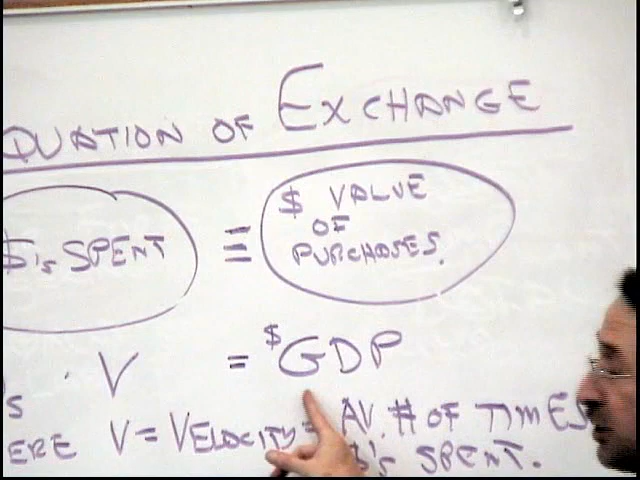 QUATION OF EXCHANGE
$'s SPENT ≡ $ VALUE OF PURCHASES.
· V = $GDP
S
ERE V = VELOCITY = AV. # OF TIMES
$'s SPENT.